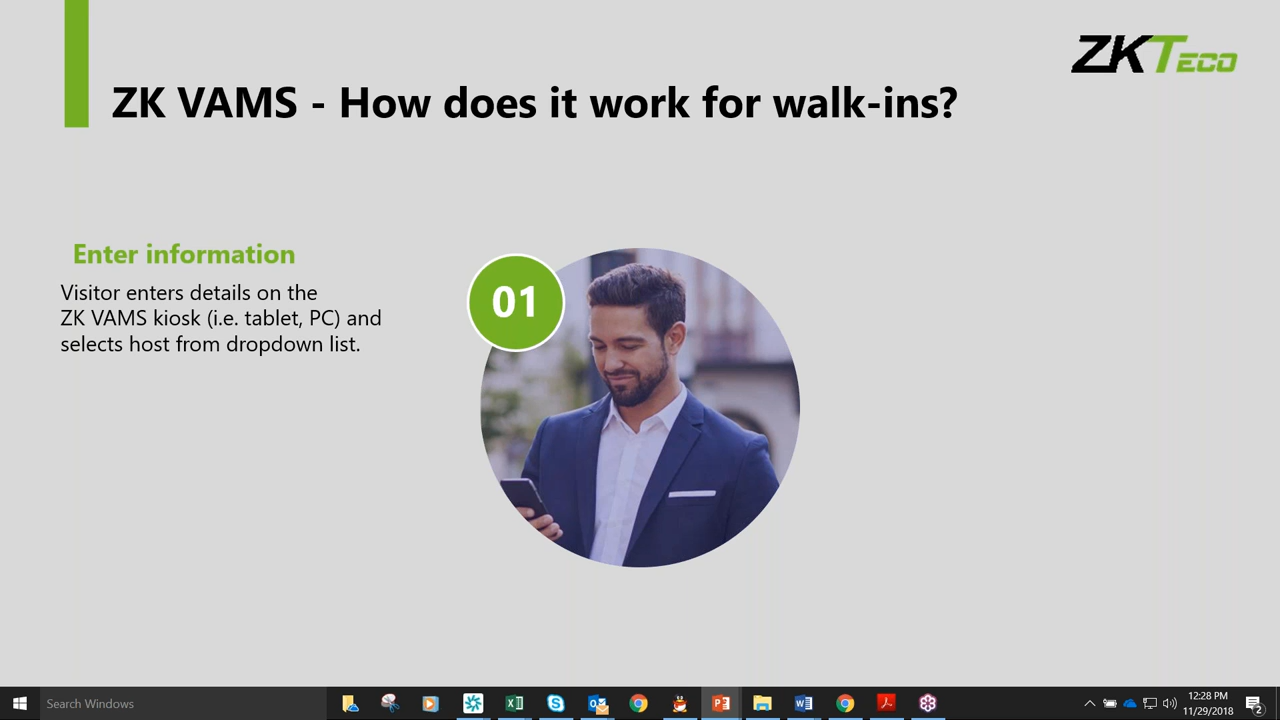 ZKTeco
ZK VAMS - How does it work for walk-ins?
Enter information
Visitor enters details on the
ZK VAMS kiosk (i.e. tablet, PC) and
selects host from dropdown list.
01
Search Windows
12:28 PM
11/29/2018
2